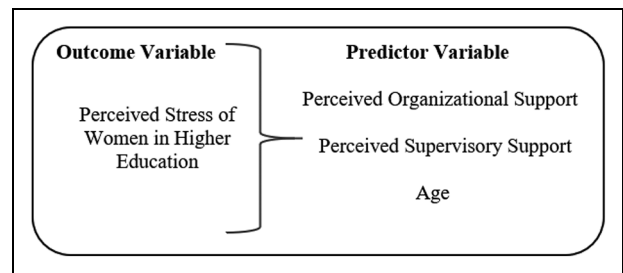 Outcome Variable
Perceived Stress of
Women in Higher
Education
Predictor Variable
Perceived Organizational Support
Perceived Supervisory Support
Age